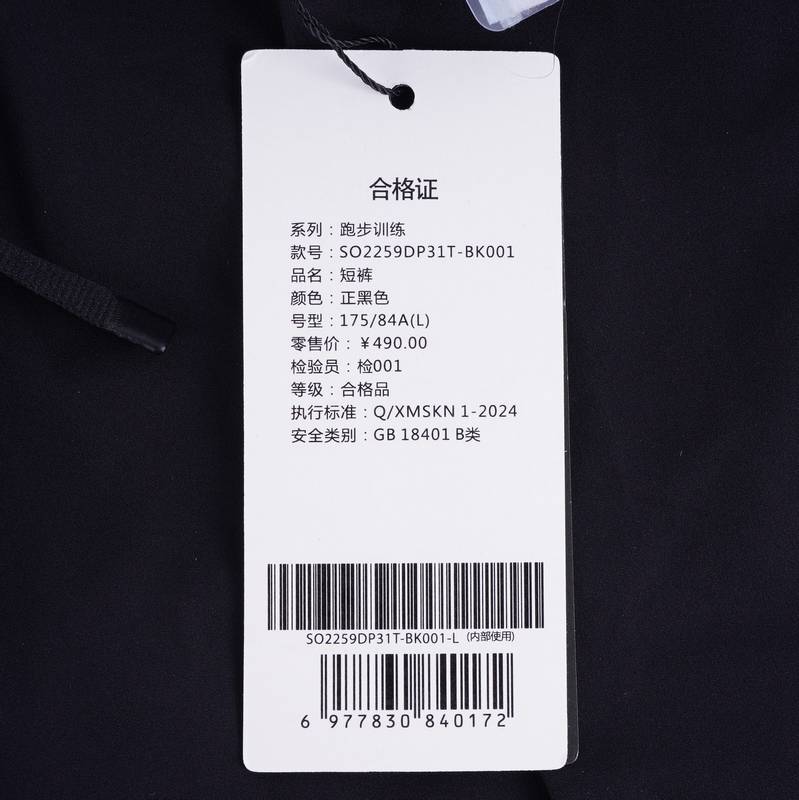 合格证
系列：跑步训练
款号：SO2259DP31T-BK001
品名：短裤
颜色：正黑色
号型：175/84A(L)
零售价：￥490.00
检验员：检001
等级：合格品
执行标准：Q/XMSKN 1-2024
安全类别：GB 18401 B类
SO2259DP31T-BK001-L (内部使用)
6 977830 840172